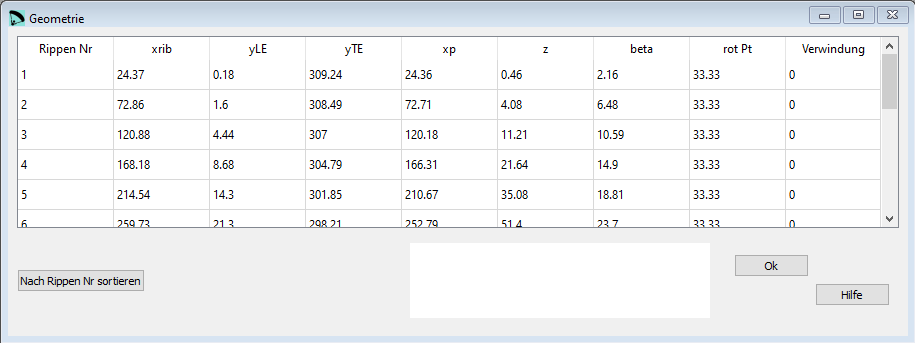 Geometrie
Rippen Nr xrib yLE yTE xp z beta rot Pt Verwindung
1 24.37 0.18 309.24 24.36 0.46 2.16 33.33 0
2 72.86 1.6 308.49 72.71 4.08 6.48 33.33 0
3 120.88 4.44 307 120.18 11.21 10.59 33.33 0
4 168.18 8.68 304.79 166.31 21.64 14.9 33.33 0
5 214.54 14.3 301.85 210.67 35.08 18.81 33.33 0
6 259.73 21.3 298.21 252.79 51.4 23.7 33.33 0
Nach Rippen Nr sortieren
Ok
Hilfe